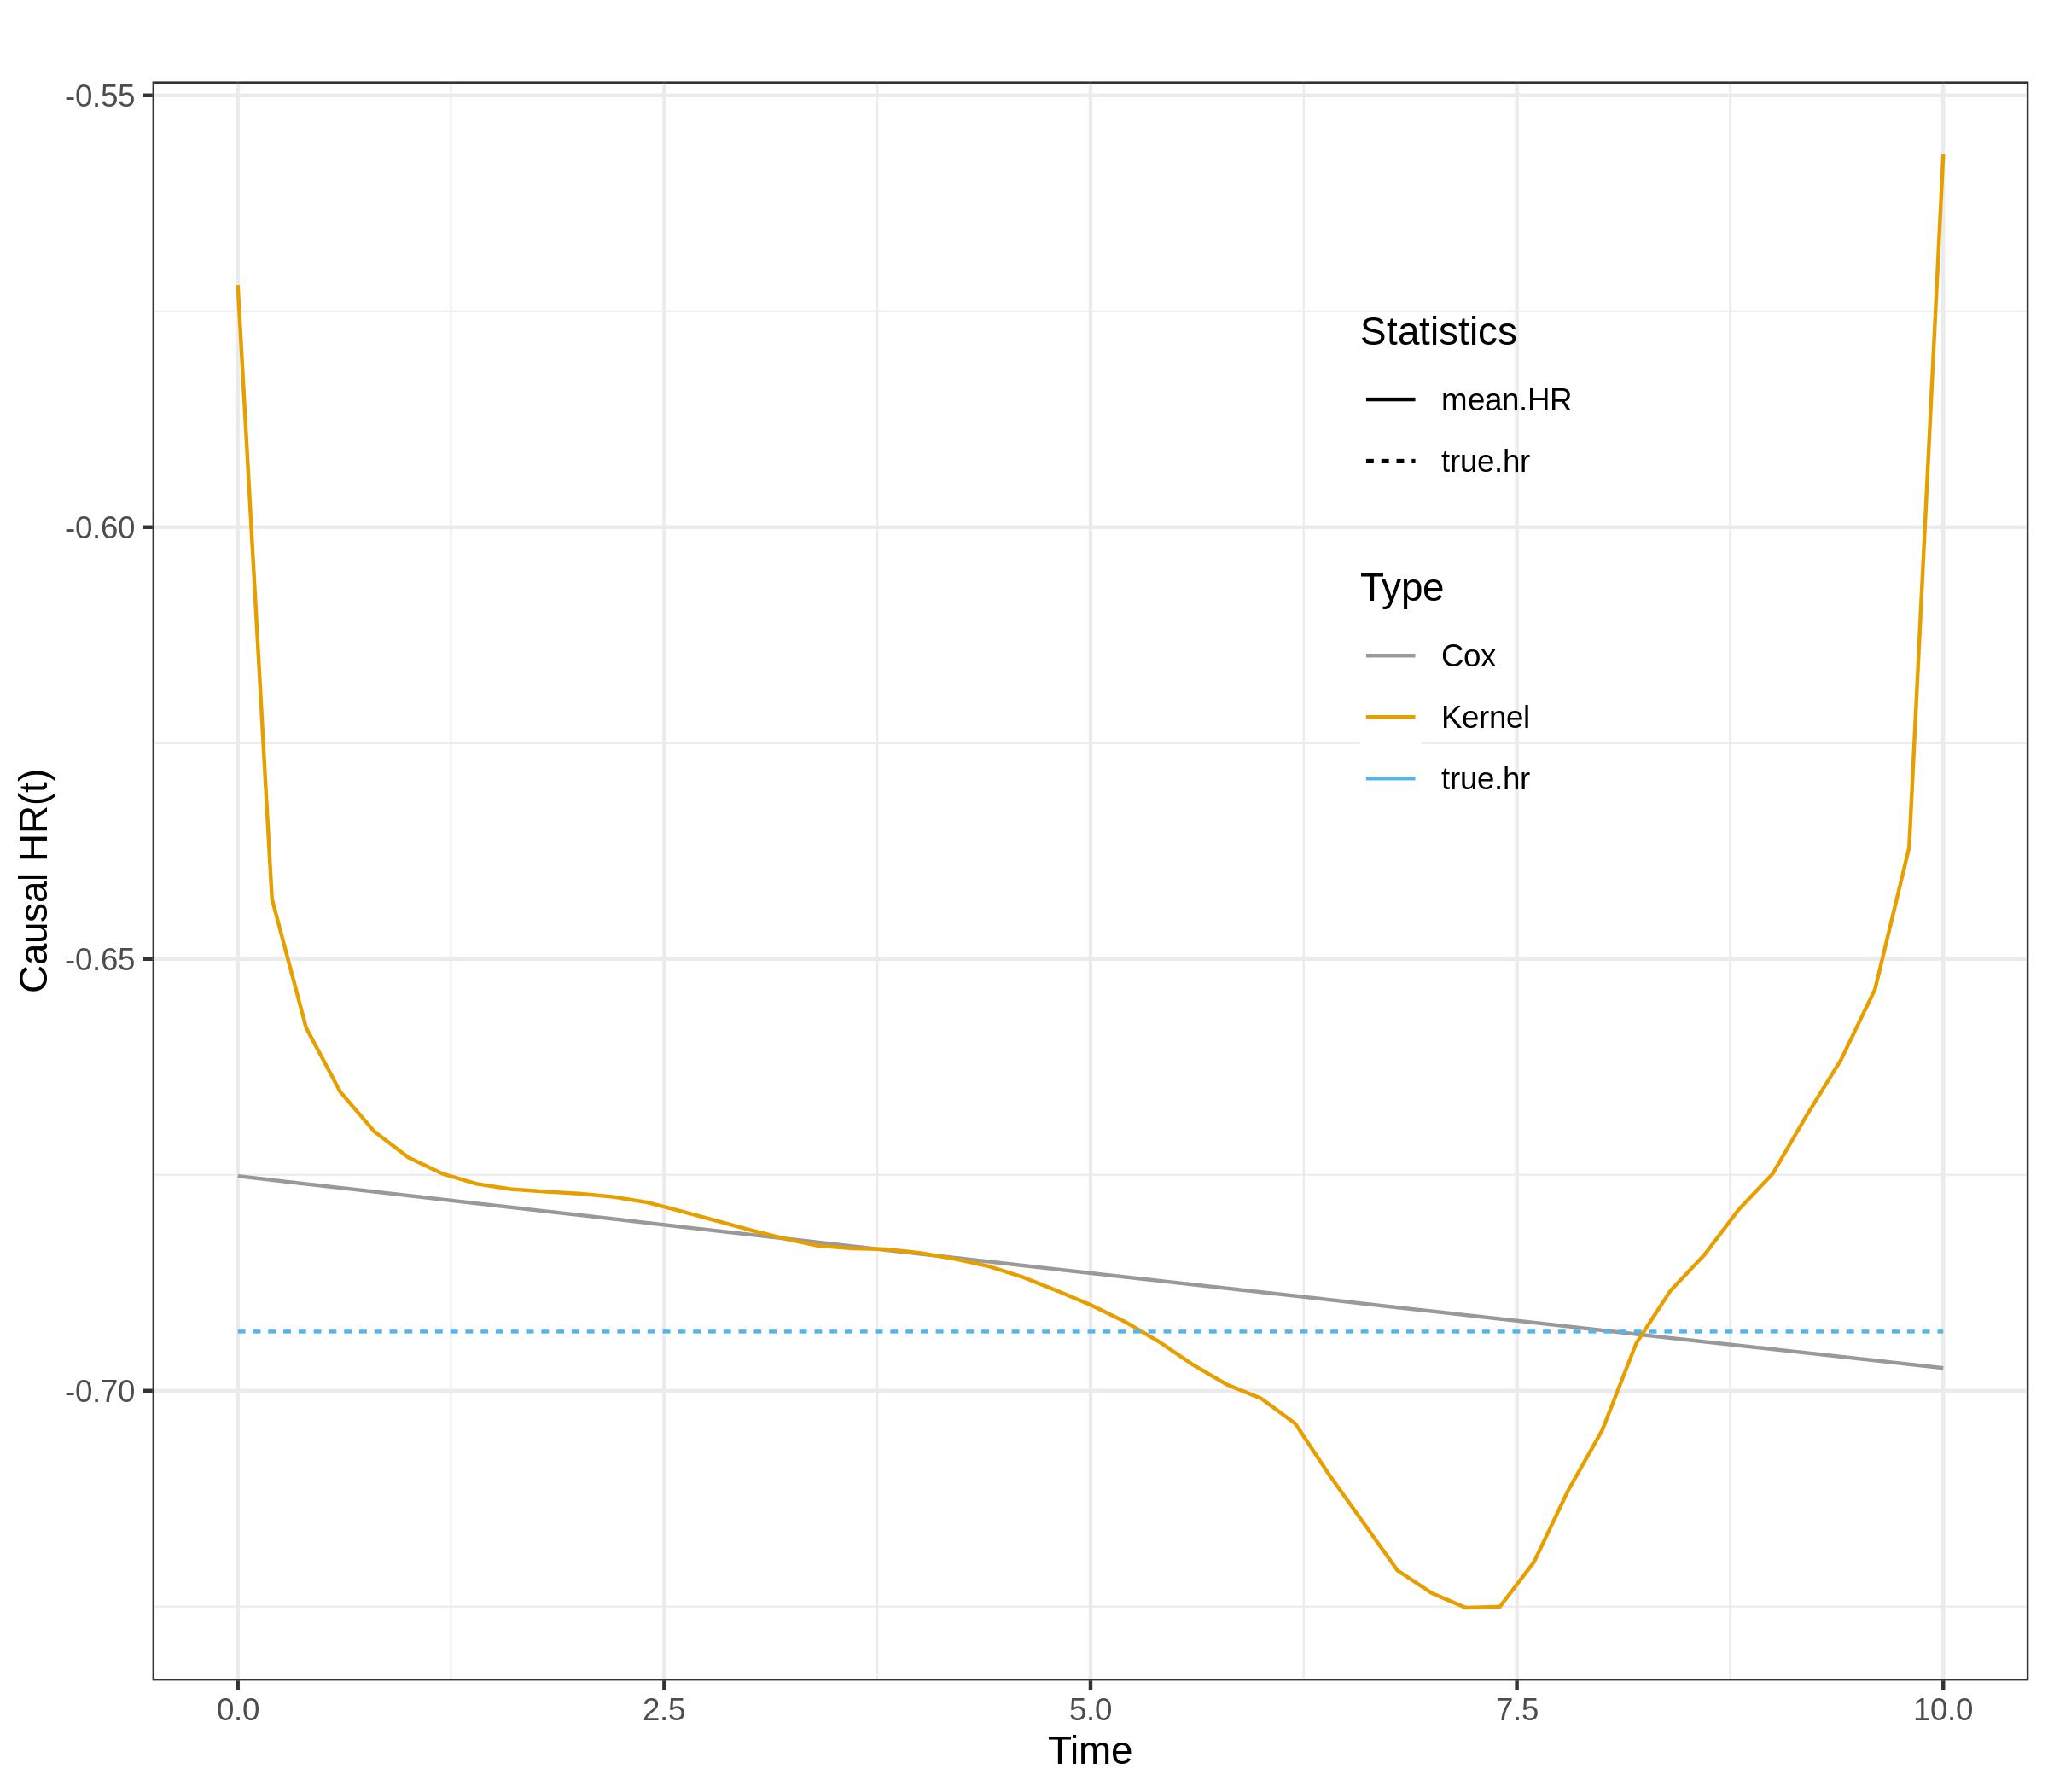 -0.55
-0.60
-0.65
-0.70
Causal HR(t)
Statistics
mean.HR
true.hr
Type
Cox
Kernel
true.hr
0.0 2.5 5.0 7.5 10.0
Time